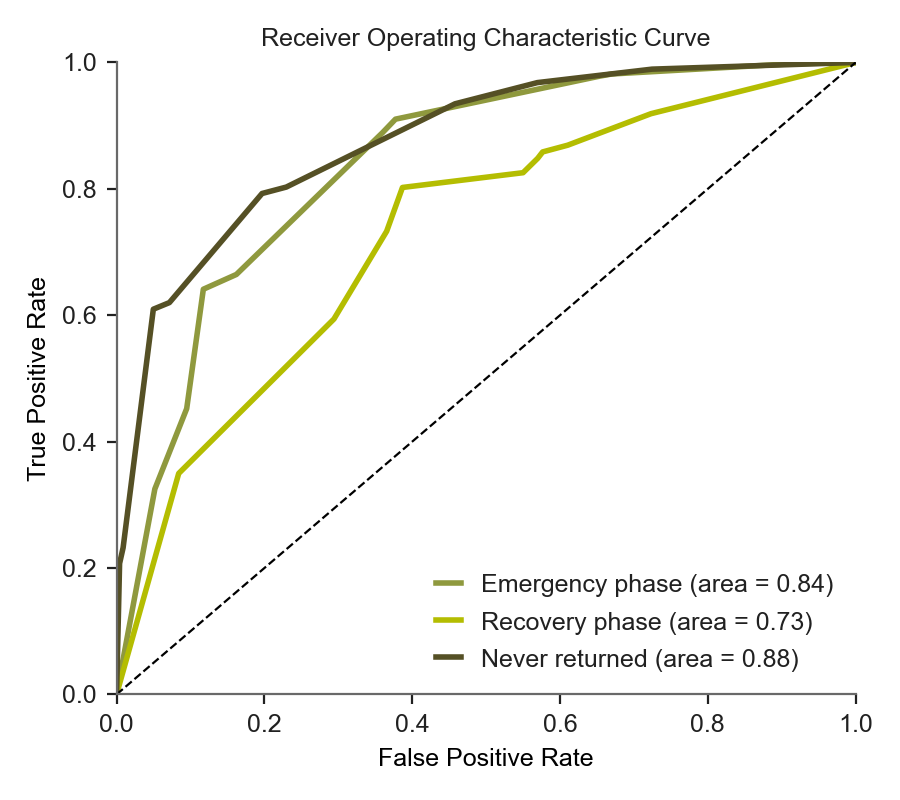 Receiver Operating Characteristic Curve
1.0
0.8
0.6
0.4
0.2
0.0
True Positive Rate
Emergency phase (area = 0.84)
Recovery phase (area = 0.73)
Never returned (area = 0.88)
0.0 0.2 0.4 0.6 0.8 1.0
False Positive Rate